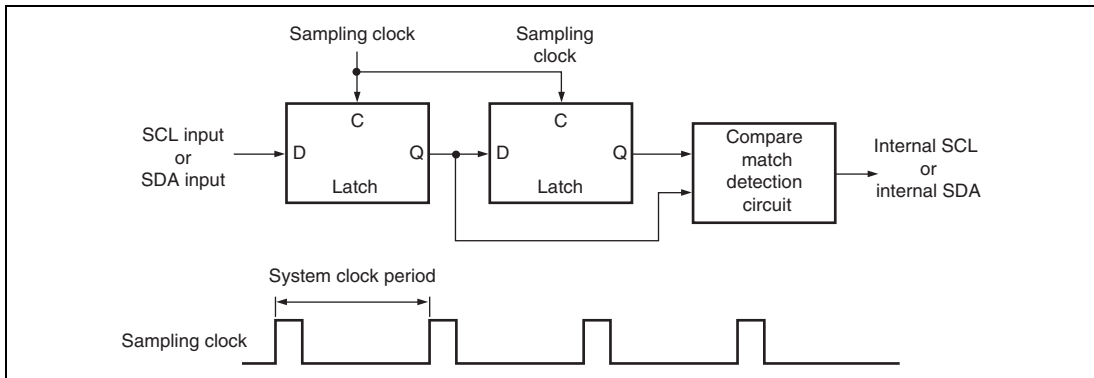 Sampling clock
Sampling
clock
SCL input
or
SDA input
C
D
Q
Latch
C
D
Q
Latch
Compare
match
detection
circuit
Internal SCL
or
internal SDA
System clock period
Sampling clock